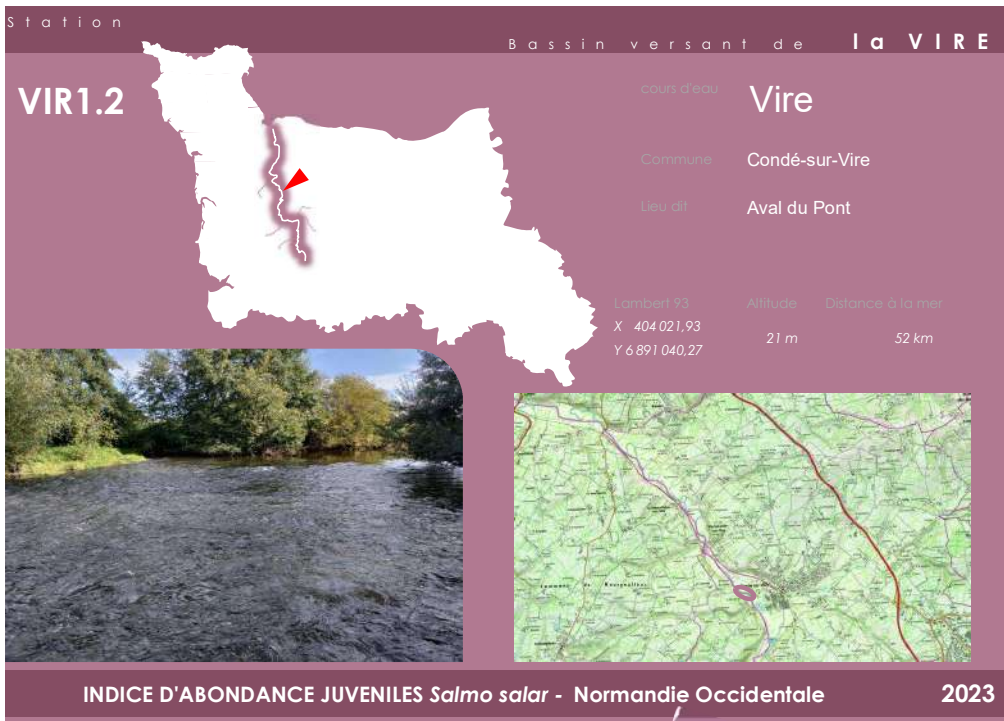 Station
Bassin versant de la VIRE
VIR1.2
cours d'eau Vire
Commune Condé-sur-Vire
Lieu dit Aval du Pont
Lambert 93 Altitude Distance à la mer
X 404 021,93
21 m 52 km
Y 6 891 040,27
INDICE D'ABONDANCE JUVENILES Salmo salar - Normandie Occidentale 2023